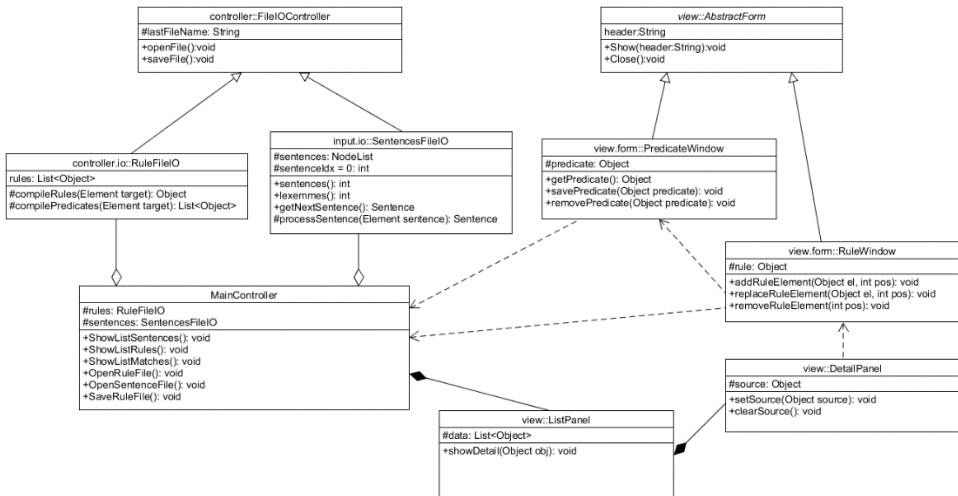 controller::FileIOController
#lastFileName: String
+openFile():void
+saveFile():void
view::AbstractForm
header:String
+Show(header:String):void
+Close():void
controller.io::RuleFileIO
rules: List<Object>
#compileRules(Element target): Object
#compilePredicates(Element target): List<Object>
input.io::SentencesFileIO
#sentences: NodeList
#sentenceIdx = 0: int
+sentences(): int
+lexemmes(): int
+getNextSentence(): Sentence
#processSentence(Element sentence): Sentence
view.form::PredicateWindow
#predicate: Object
+getPredicate(): Object
+savePredicate(Object predicate): void
+removePredicate(Object predicate): void
view.form::RuleWindow
#rule: Object
+addRuleElement(Object el, int pos): void
+replaceRuleElement(Object el, int pos): void
+removeRuleElement(int pos): void
MainController
#rules: RuleFileIO
#sentences: SentencesFileIO
+ShowListSentences(): void
+ShowListRules(): void
+ShowListMatches(): void
+OpenRuleFile(): void
+OpenSentenceFile(): void
+SaveRuleFile(): void
view::DetailPanel
#source: Object
+setSource(Object source): void
+clearSource(): void
view::ListPanel
#data: List<Object>
+showDetail(Object obj): void